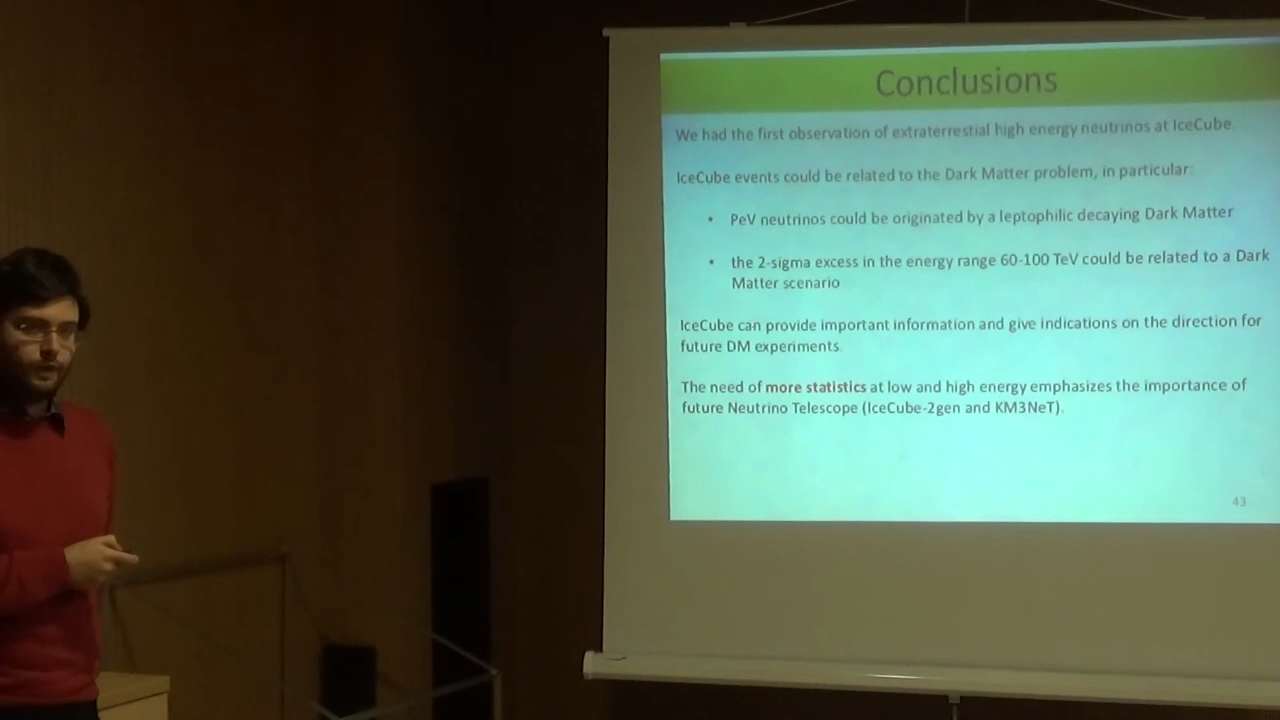 Conclusions
We had the first observation of extraterrestial high energy neutrinos at IceCube.
IceCube events could be related to the Dark Matter problem, in particular:
• PeV neutrinos could be originated by a leptophilic decaying Dark Matter
• the 2-sigma excess in the energy range 60-100 TeV could be related to a Dark
Matter scenario
IceCube can provide important information and give indications on the direction for
future DM experiments.
The need of more statistics at low and high energy emphasizes the importance of
future Neutrino Telescope (IceCube-2gen and KM3NeT).
43